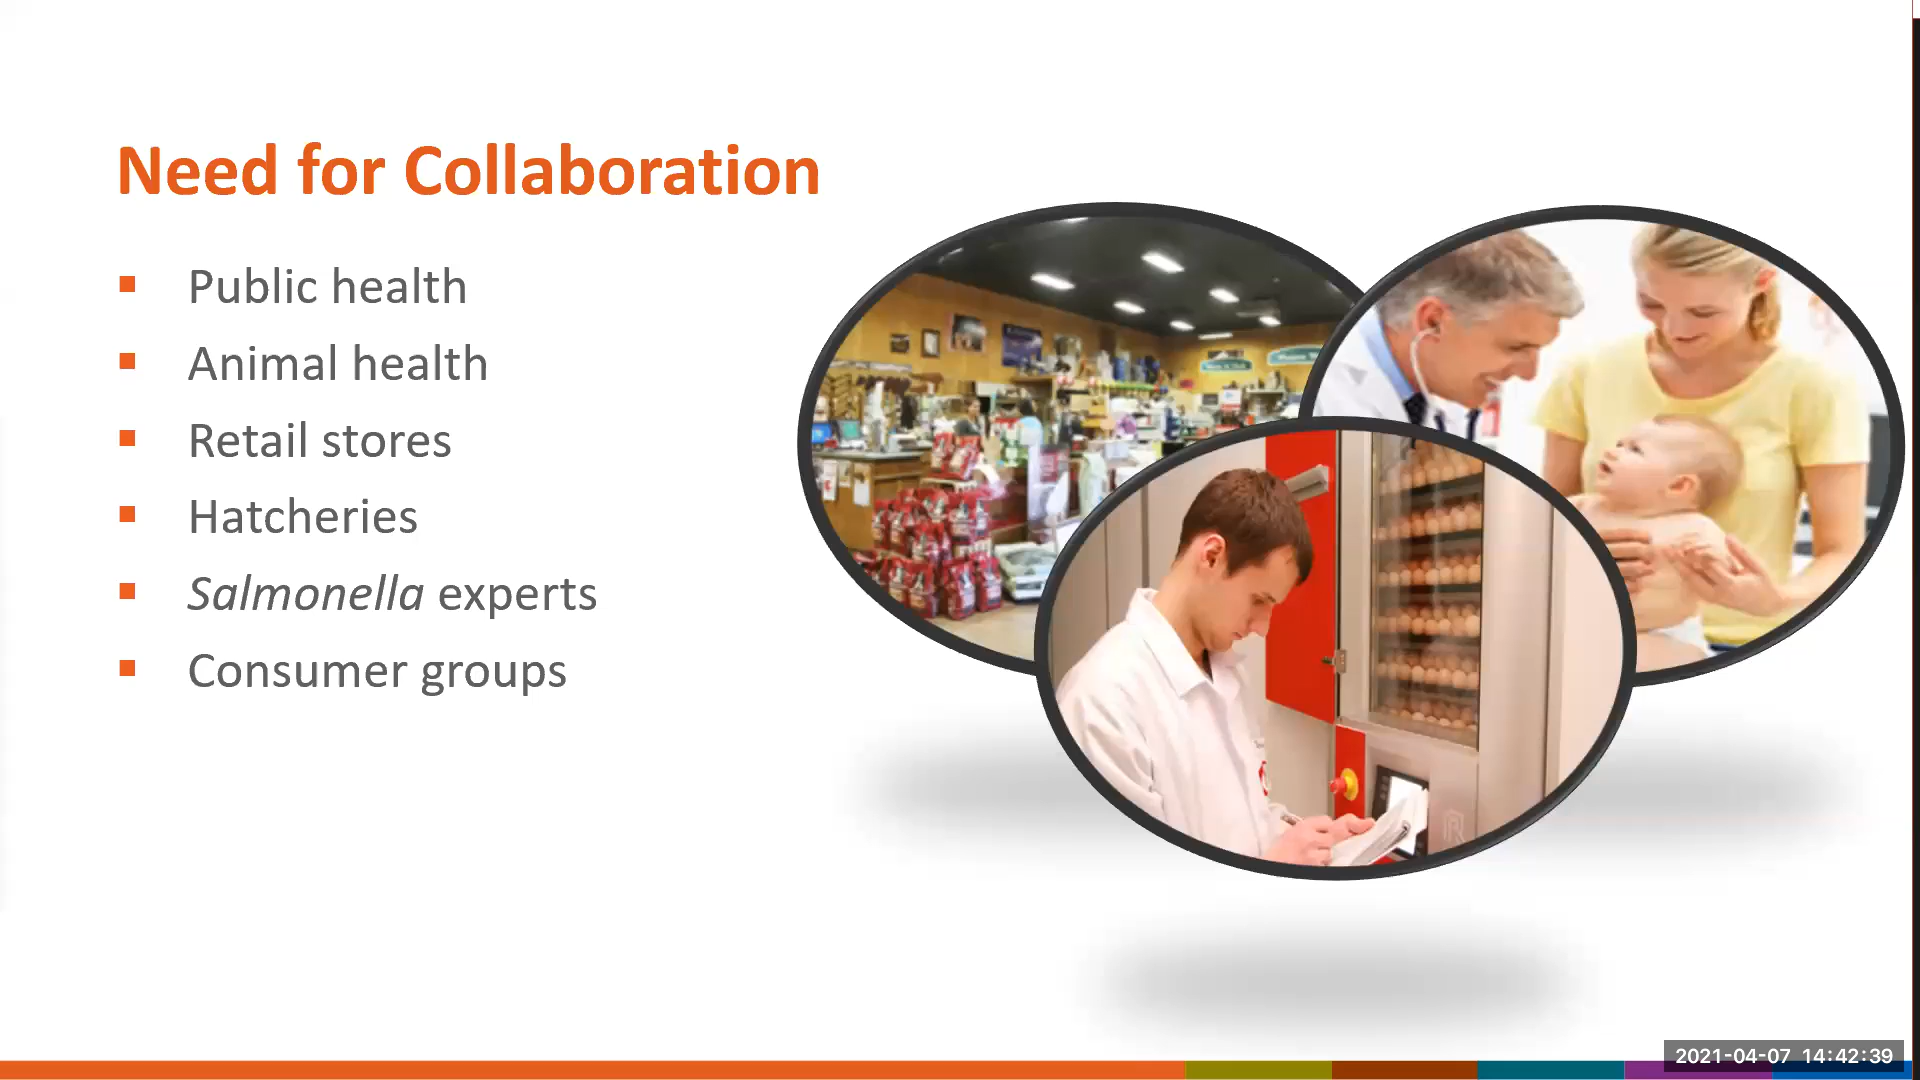 Need for Collaboration
Public health
Animal health
Retail stores
Hatcheries
Salmonella experts
Consumer groups
2021-04-07 14:42:39